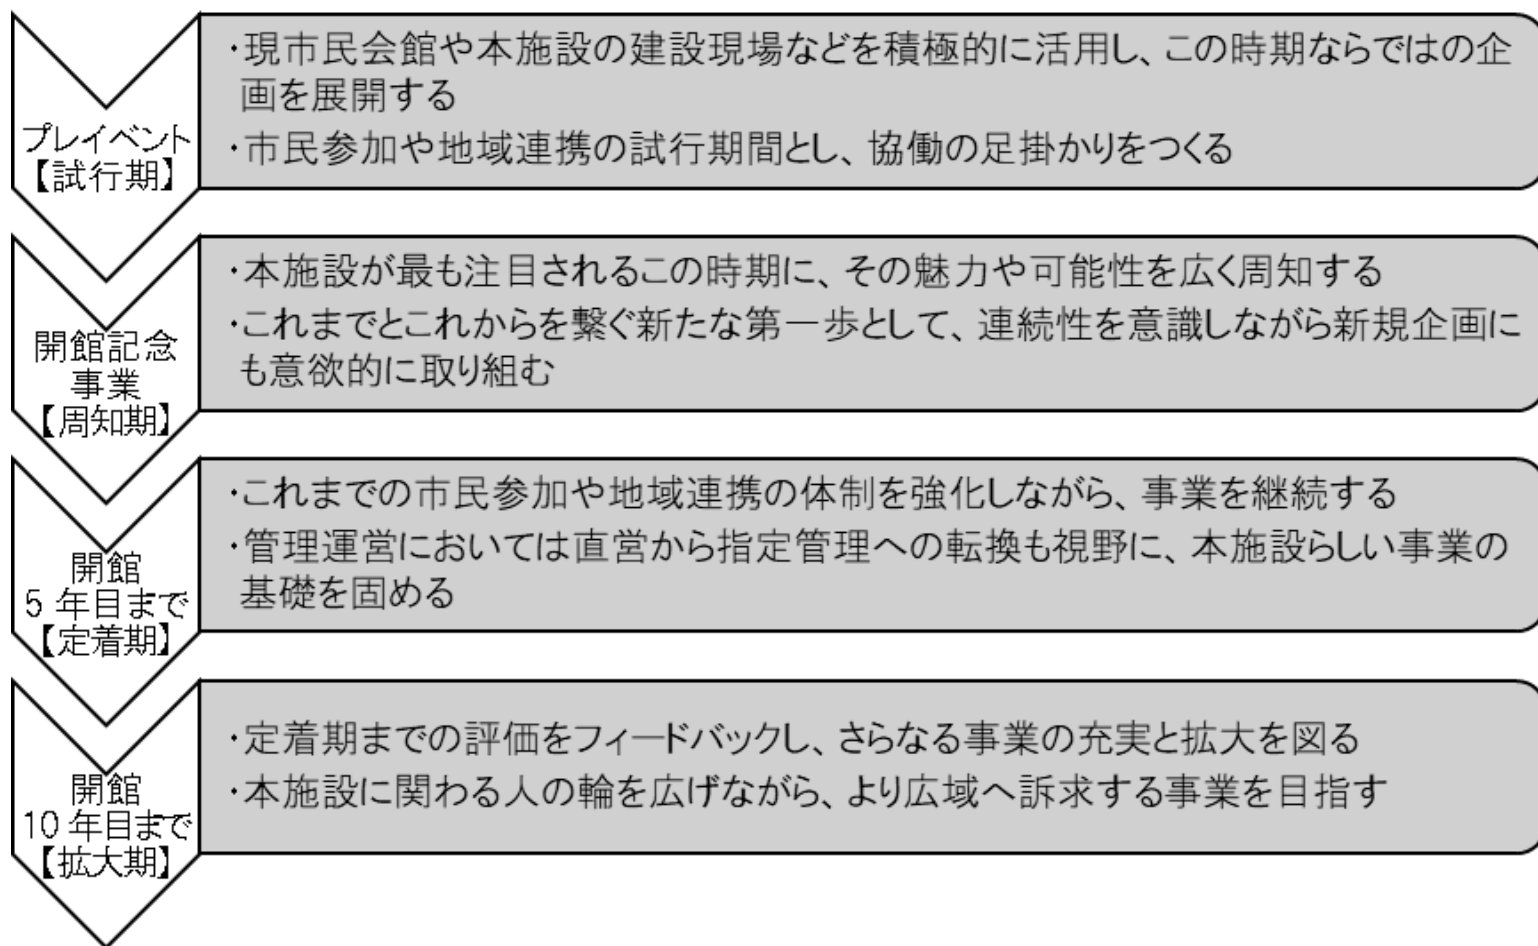 プレイベント
【試行期】
・現市民会館や本施設の建設現場などを積極的に活用し、この時期ならではの企
画を展開する
・市民参加や地域連携の試行期間とし、協働の足掛かりをつくる
開館記念
事業
【周知期】
・本施設が最も注目されるこの時期に、その魅力や可能性を広く周知する
・これまでとこれからを繋ぐ新たな第一歩として、連続性を意識しながら新規企画に
も意欲的に取り組む
開館
5 年目まで
【定着期】
・これまでの市民参加や地域連携の体制を強化しながら、事業を継続する
・管理運営においては直営から指定管理への転換も視野に、本施設らしい事業の
基礎を固める
開館
10 年目まで
【拡大期】
・定着期までの評価をフィードバックし、さらなる事業の充実と拡大を図る
・本施設に関わる人の輪を広げながら、より広域へ訴求する事業を目指す